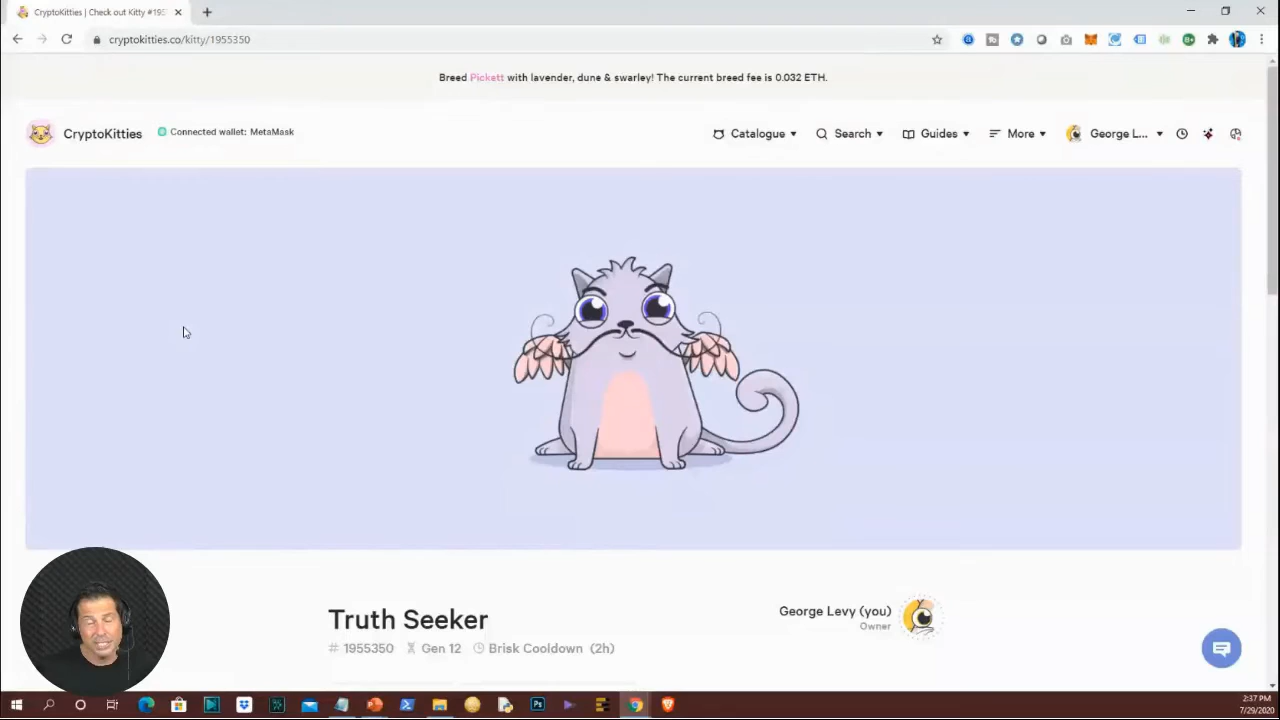 CryptoKitties | Check out Kitty #195
cryptokitties.co/kitty/1955350
Breed Pickett with lavender, dune & swarley! The current breed fee is 0.032 ETH.
CryptoKitties
Connected wallet: MetaMask
Catalogue
Search
Guides
More
George L...
Truth Seeker
# 1955350
Gen 12
Brisk Cooldown (2h)
George Levy (you)
Owner
2:37 PM
7/29/2020